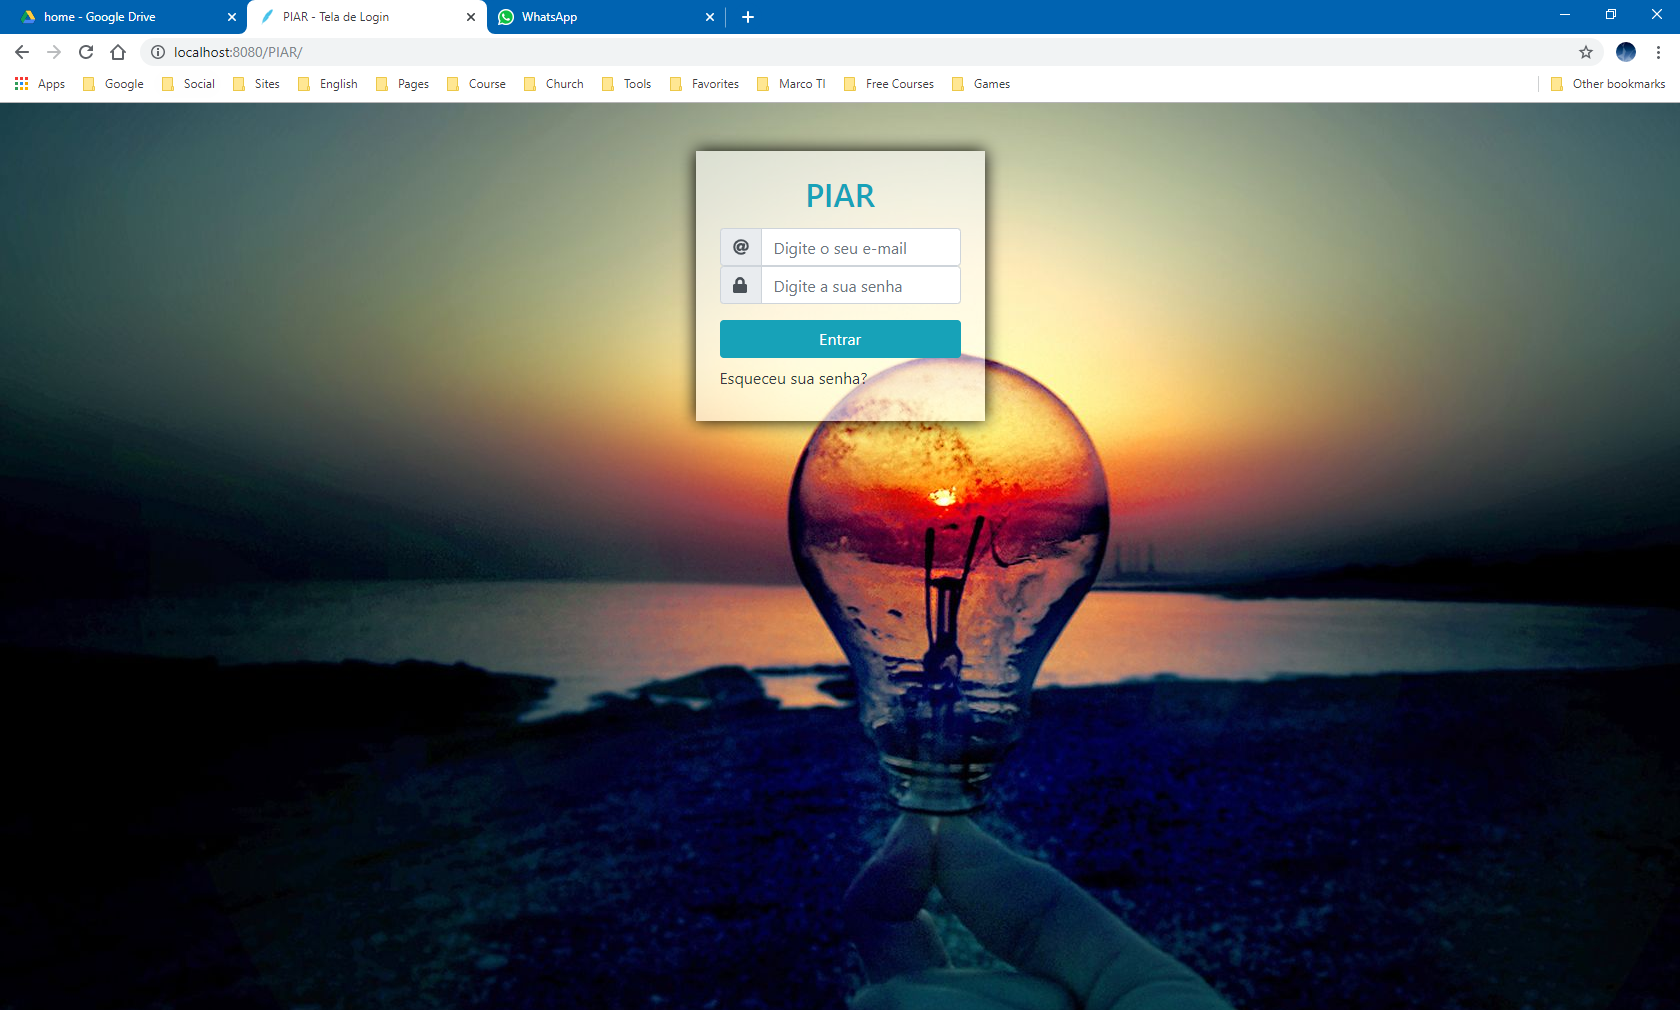 home - Google Drive
PIAR - Tela de Login
WhatsApp
localhost:8080/PIAR/
Apps Google Social Sites English Pages Course Church Tools Favorites Marco TI Free Courses Games Other bookmarks
PIAR
@ Digite o seu e-mail
Digite a sua senha
Entrar
Esqueceu sua senha?